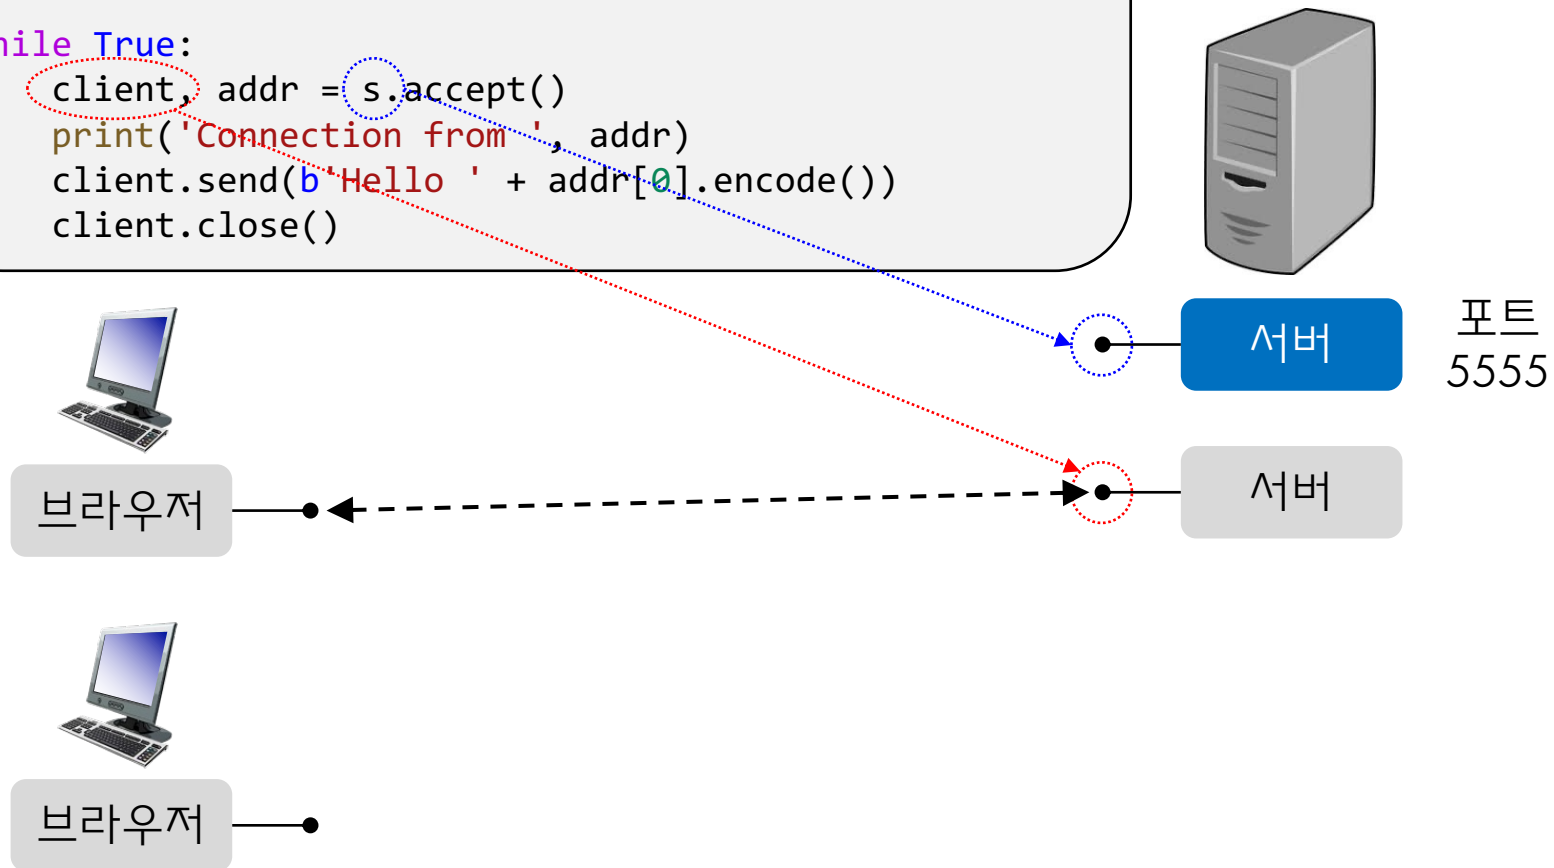 hile True:
client, addr = s.accept()
print('Connection from ', addr)
client.send(b'Hello ' + addr[0].encode())
client.close()
서버
포트
5555
브라우저
서버
브라우저